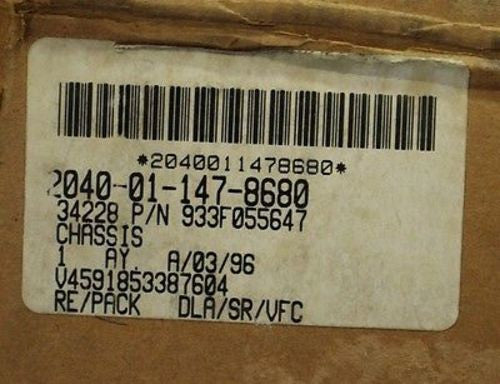 *2040011478680*
2040-01-147-8680
34228 P/N 933F055647
CHASSIS
1 AY A/03/96
V4591853387604
RE/PACK DLA/SR/VFC